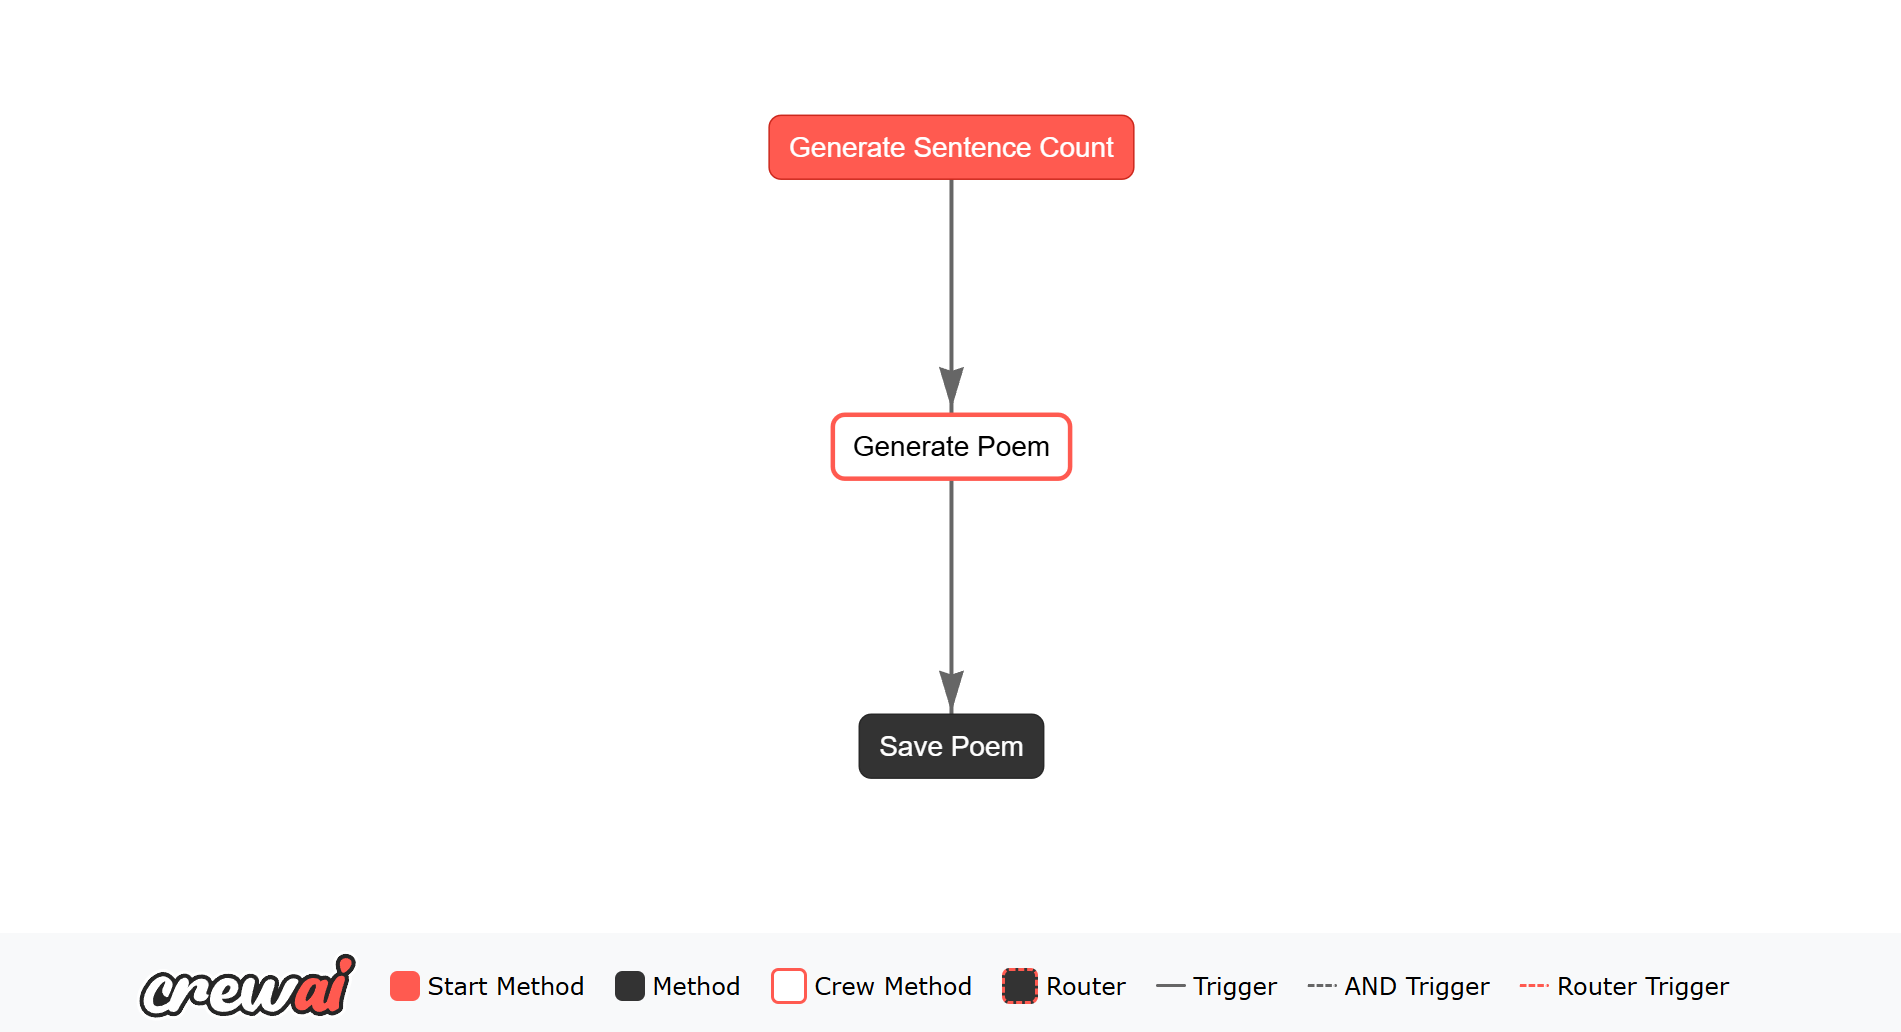 Generate Sentence Count
Generate Poem
Save Poem
crewai Start Method Method Crew Method Router Trigger AND Trigger Router Trigger